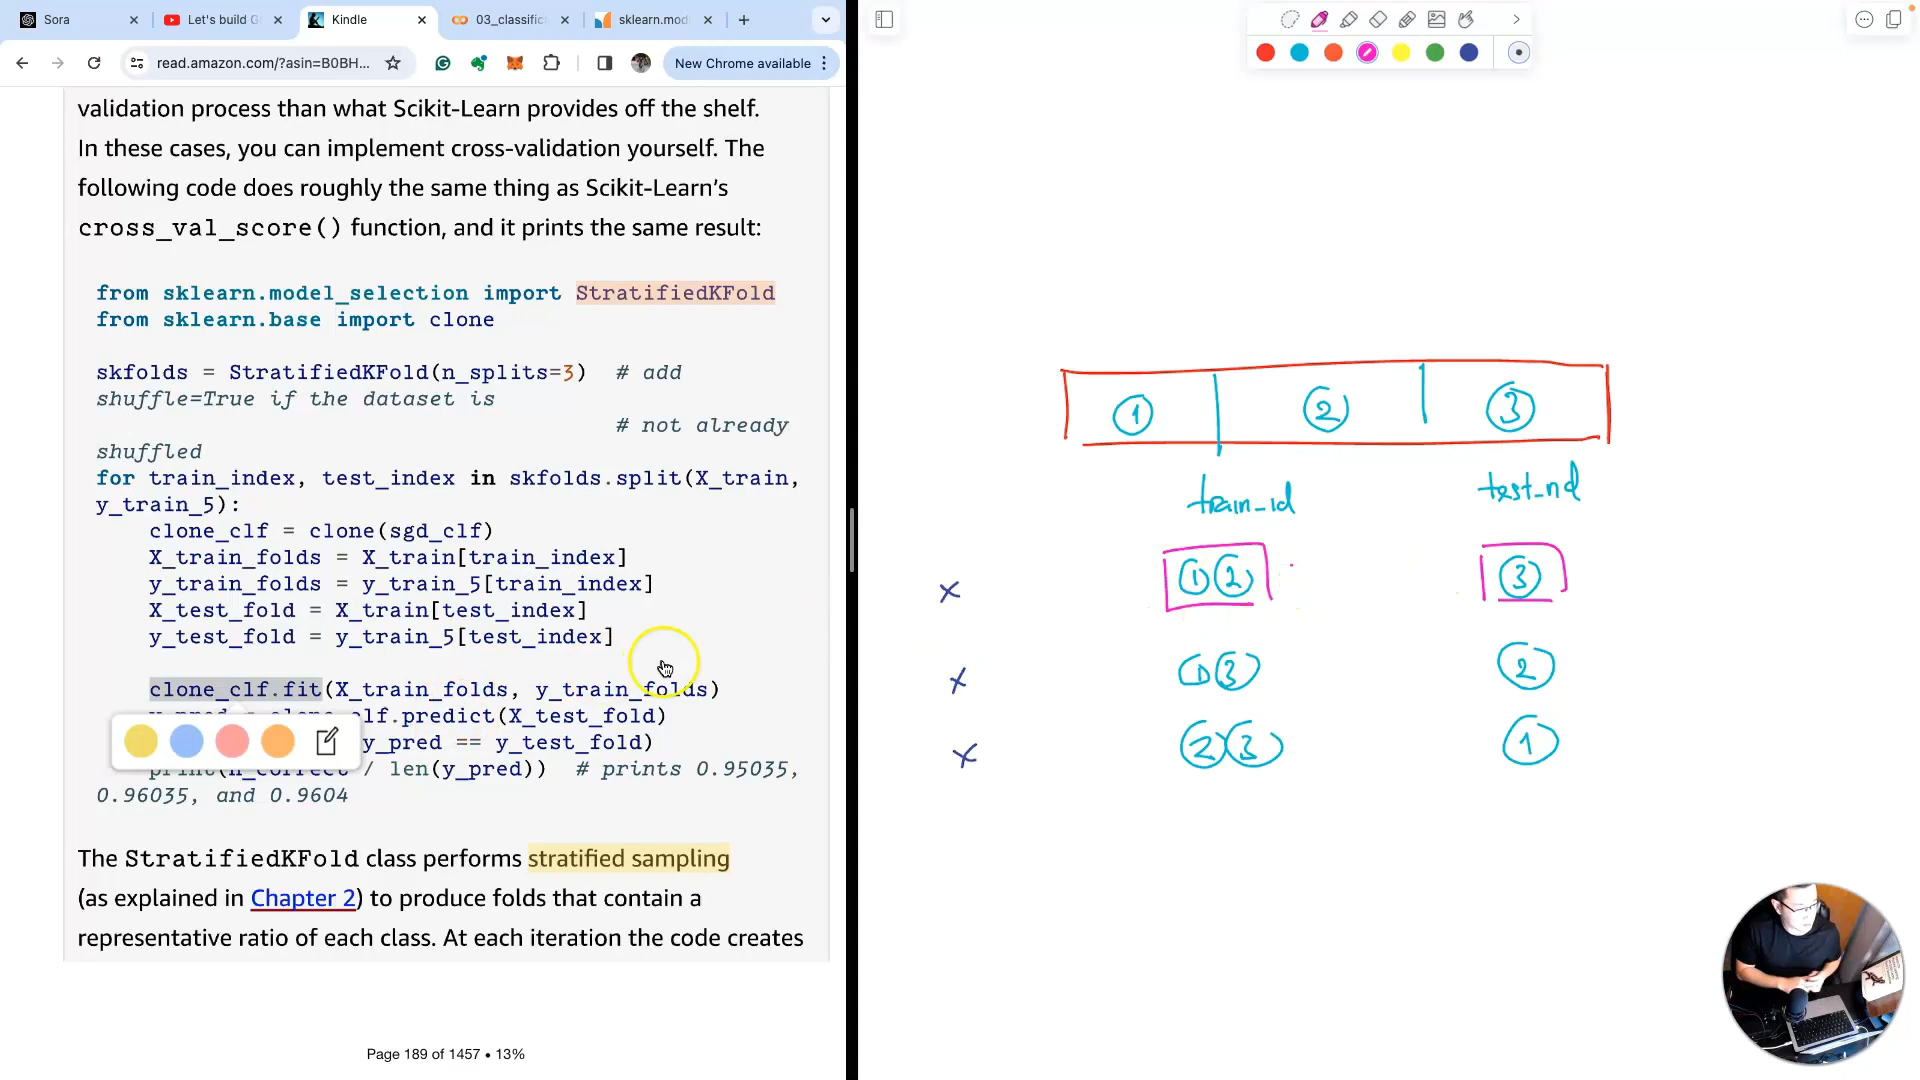 Sora
Let's build G
Kindle
03_classific
sklearn.mod
read.amazon.com/?asin=B0BH...
New Chrome available
validation process than what Scikit-Learn provides off the shelf.
In these cases, you can implement cross-validation yourself. The
following code does roughly the same thing as Scikit-Learn's
cross_val_score() function, and it prints the same result:
from sklearn.model_selection import StratifiedKFold
from sklearn.base import clone
skfolds = StratifiedKFold(n_splits=3)  # add
shuffle=True if the dataset is
# not already
shuffled
for train_index, test_index in skfolds.split(X_train,
y_train_5):
clone_clf = clone(sgd_clf)
X_train_folds = X_train[train_index]
y_train_folds = y_train_5[train_index]
X_test_fold = X_train[test_index]
y_test_fold = y_train_5[test_index]
clone_clf.fit(X_train_folds, y_train_folds)
clf.predict(X_test_fold)
y_pred == y_test_fold)
/ len(y_pred))  # prints 0.95035,
0.96035, and 0.9604
The StratifiedKFold class performs stratified sampling
(as explained in Chapter 2) to produce folds that contain a
representative ratio of each class. At each iteration the code creates
Page 189 of 1457 • 13%
1 2 3
train_id test_nd
x 1 2 3
x 1 3 2
x 2 3 1